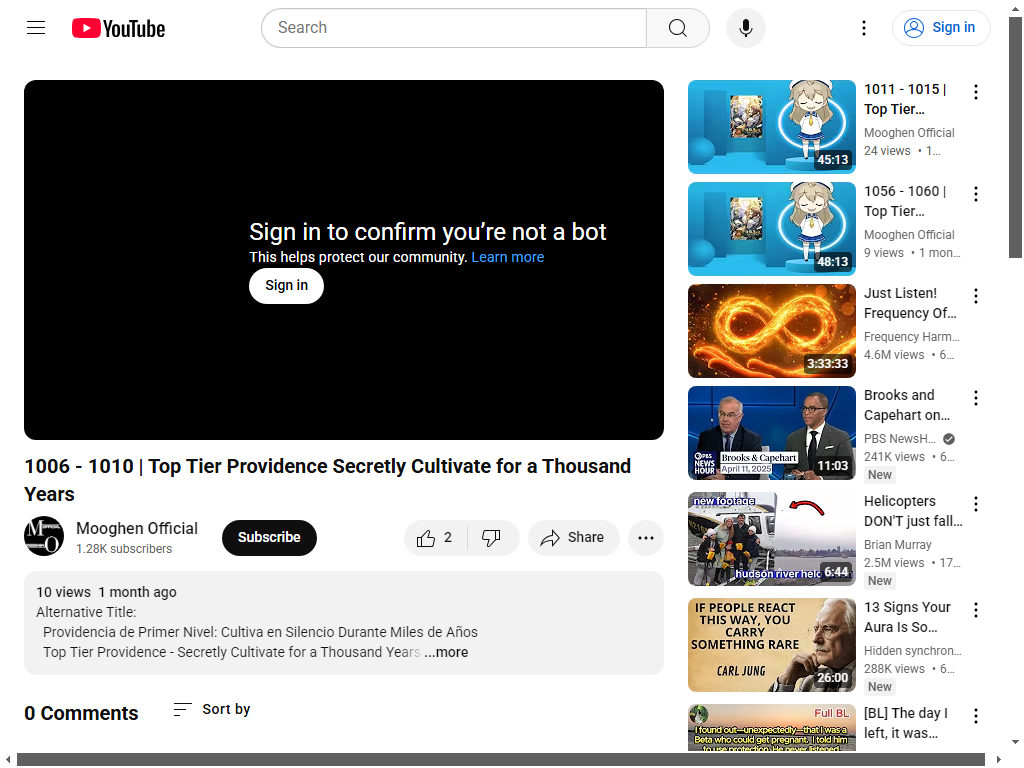 YouTube
Search
Sign in
Sign in to confirm you're not a bot
This helps protect our community. Learn more
Sign in
1006 - 1010 | Top Tier Providence Secretly Cultivate for a Thousand
Years
Mooghen Official
1.28K subscribers
Subscribe
2
Share
10 views 1 month ago
Alternative Title:
Providencia de Primer Nivel: Cultiva en Silencio Durante Miles de Años
Top Tier Providence - Secretly Cultivate for a Thousand Years ...more
0 Comments
Sort by
45:13
1011 - 1015 |
Top Tier...
Mooghen Official
24 views • 1...
48:13
1056 - 1060 |
Top Tier...
Mooghen Official
9 views • 1 mon...
3:33:33
Just Listen!
Frequency Of...
Frequency Harm...
4.6M views • 6...
PBS
NEWS
HOUR
Brooks & Capehart
April 11, 2025
11:03
Brooks and
Capehart on...
PBS NewsH...
241K views • 6...
New
new footage
hudson river helic
6:44
Helicopters
DON'T just fall...
Brian Murray
2.5M views • 17...
New
IF PEOPLE REACT
THIS WAY, YOU
CARRY
SOMETHING RARE
CARL JUNG
26:00
13 Signs Your
Aura Is So...
Hidden synchron...
288K views • 6...
New
Full BL
I found out—unexpectedly—that I was a
Beta who could get pregnant. I told him
to use protection. He never listened
[BL] The day I
left, it was...